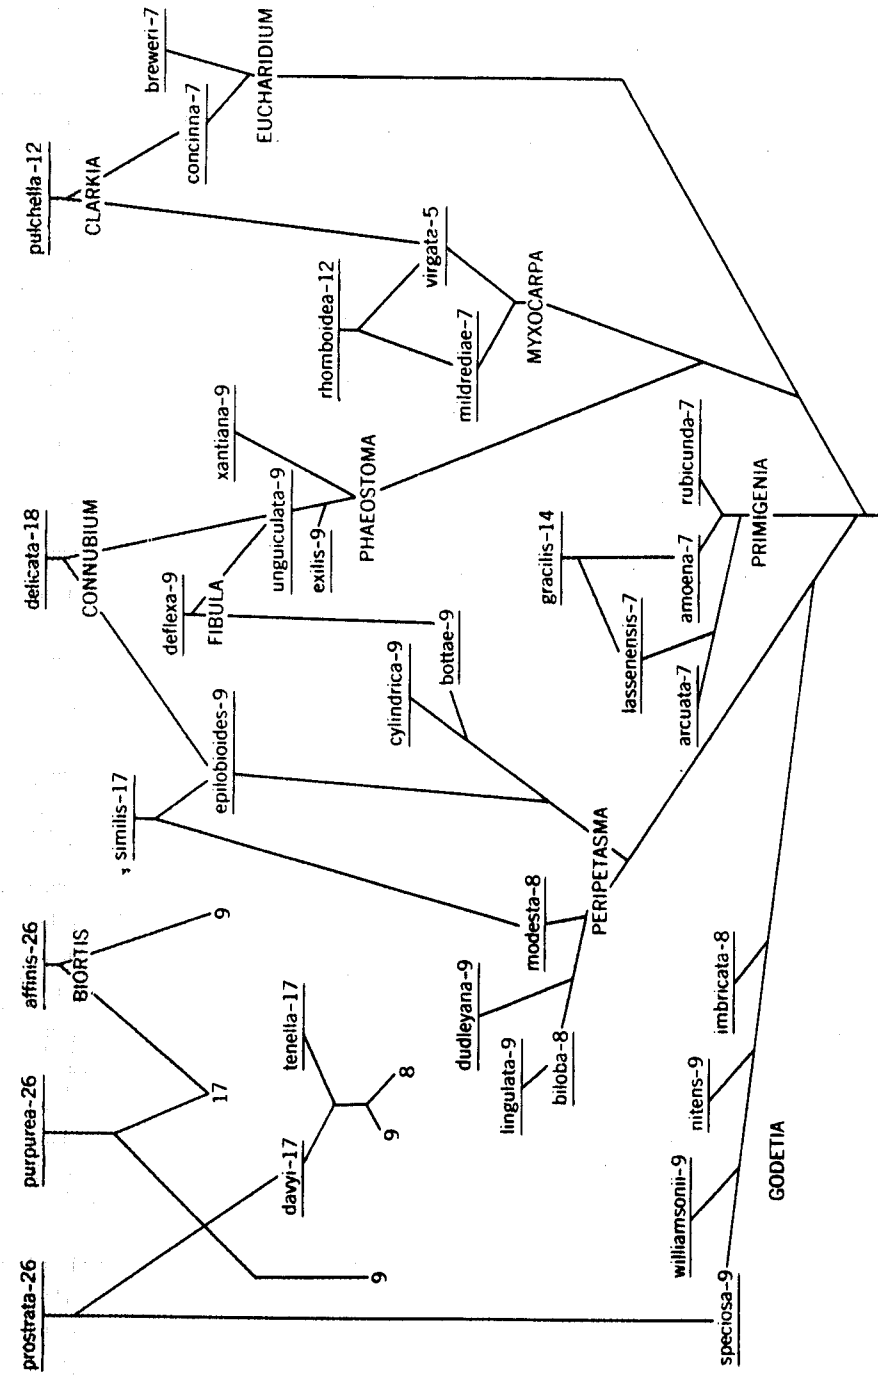 prostrata-26
purpurea-26
affinis-26
BIORTIS
, similis-17
delicata-18
CONNUBIUM
pulchella-12
CLARKIA
breweri-7
concinna-7
EUCHARIDIUM
17
9
epilobioides-9
deflexa-9
FIBULA
xantiana-9
unguiculata-9
exilis-9
PHAEOSTOMA
rhomboidea-12
virgata-5
mildrediae-7
MYXOCARPA
davyi-17
tenella-17
9
9
8
cylindrica-9
bottae-9
dudleyana-9
lingulata-9
biloba-8
modesta-8
PERIPETASMA
gracilis-14
lassenensis-7
amoena-7
rubicunda-7
arcuata-7
PRIMIGENIA
speciosa-9
williamsonii-9
nitens-9
imbricata-8
GODETIA